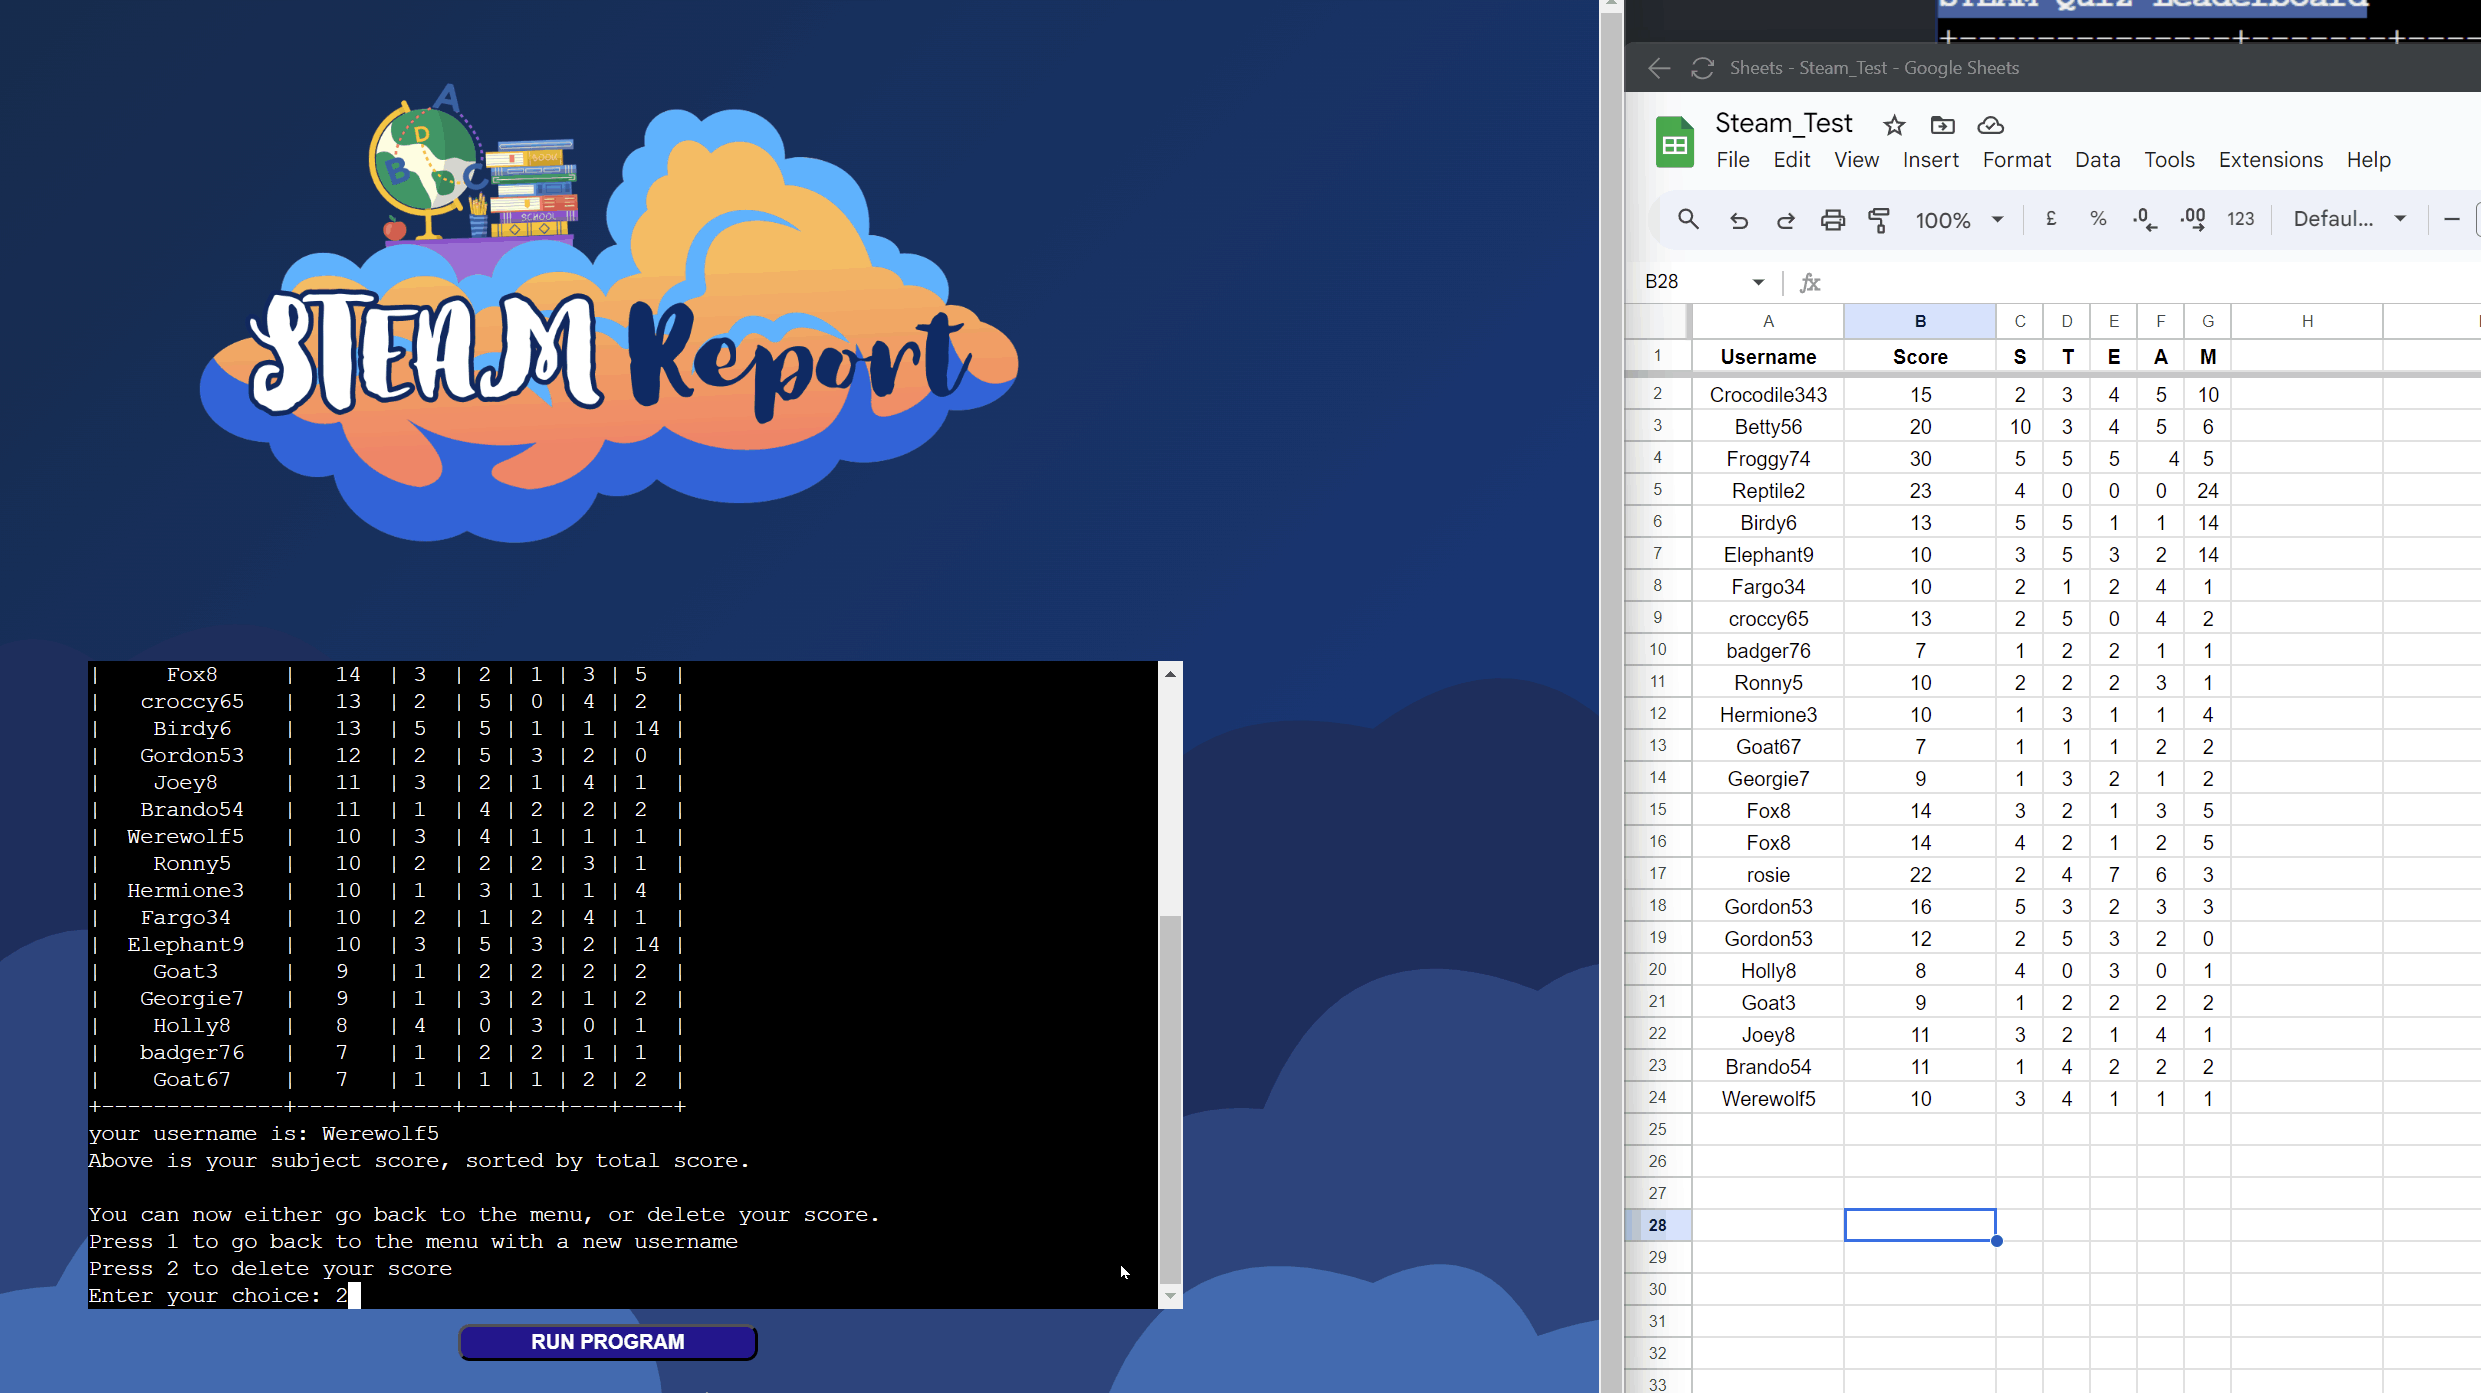 A
D
B
C
BOOK
SCHOOL
STEAM Report
| Fox8 | 14 | 3 | 2 | 1 | 3 | 5 |
| croccy65 | 13 | 2 | 5 | 0 | 4 | 2 |
| Birdy6 | 13 | 5 | 5 | 1 | 1 | 14 |
| Gordon53 | 12 | 2 | 5 | 3 | 2 | 0 |
| Joey8 | 11 | 3 | 2 | 1 | 4 | 1 |
| Brando54 | 11 | 1 | 4 | 2 | 2 | 2 |
| Werewolf5 | 10 | 3 | 4 | 1 | 1 | 1 |
| Ronny5 | 10 | 2 | 2 | 2 | 3 | 1 |
| Hermione3 | 10 | 1 | 3 | 1 | 1 | 4 |
| Fargo34 | 10 | 2 | 1 | 2 | 4 | 1 |
| Elephant9 | 10 | 3 | 5 | 3 | 2 | 14 |
| Goat3 | 9 | 1 | 2 | 2 | 2 | 2 |
| Georgie7 | 9 | 1 | 3 | 2 | 1 | 2 |
| Holly8 | 8 | 4 | 0 | 3 | 0 | 1 |
| badger76 | 7 | 1 | 2 | 2 | 1 | 1 |
| Goat67 | 7 | 1 | 1 | 1 | 2 | 2 |
+--------------+-------+----+---+---+---+----+
your username is: Werewolf5
Above is your subject score, sorted by total score.
You can now either go back to the menu, or delete your score.
Press 1 to go back to the menu with a new username
Press 2 to delete your score
Enter your choice: 2
RUN PROGRAM
STEAM Quiz Leaderboard
Sheets - Steam_Test - Google Sheets
Steam_Test
File Edit View Insert Format Data Tools Extensions Help
100% £ % .0 .00 123 Defaul...
B28 fx
A B C D E F G H
1 Username Score S T E A M
2 Crocodile343 15 2 3 4 5 10
3 Betty56 20 10 3 4 5 6
4 Froggy74 30 5 5 5 4 5
5 Reptile2 23 4 0 0 0 24
6 Birdy6 13 5 5 1 1 14
7 Elephant9 10 3 5 3 2 14
8 Fargo34 10 2 1 2 4 1
9 croccy65 13 2 5 0 4 2
10 badger76 7 1 2 2 1 1
11 Ronny5 10 2 2 2 3 1
12 Hermione3 10 1 3 1 1 4
13 Goat67 7 1 1 1 2 2
14 Georgie7 9 1 3 2 1 2
15 Fox8 14 3 2 1 3 5
16 Fox8 14 4 2 1 2 5
17 rosie 22 2 4 7 6 3
18 Gordon53 16 5 3 2 3 3
19 Gordon53 12 2 5 3 2 0
20 Holly8 8 4 0 3 0 1
21 Goat3 9 1 2 2 2 2
22 Joey8 11 3 2 1 4 1
23 Brando54 11 1 4 2 2 2
24 Werewolf5 10 3 4 1 1 1
25
26
27
28
29
30
31
32
33